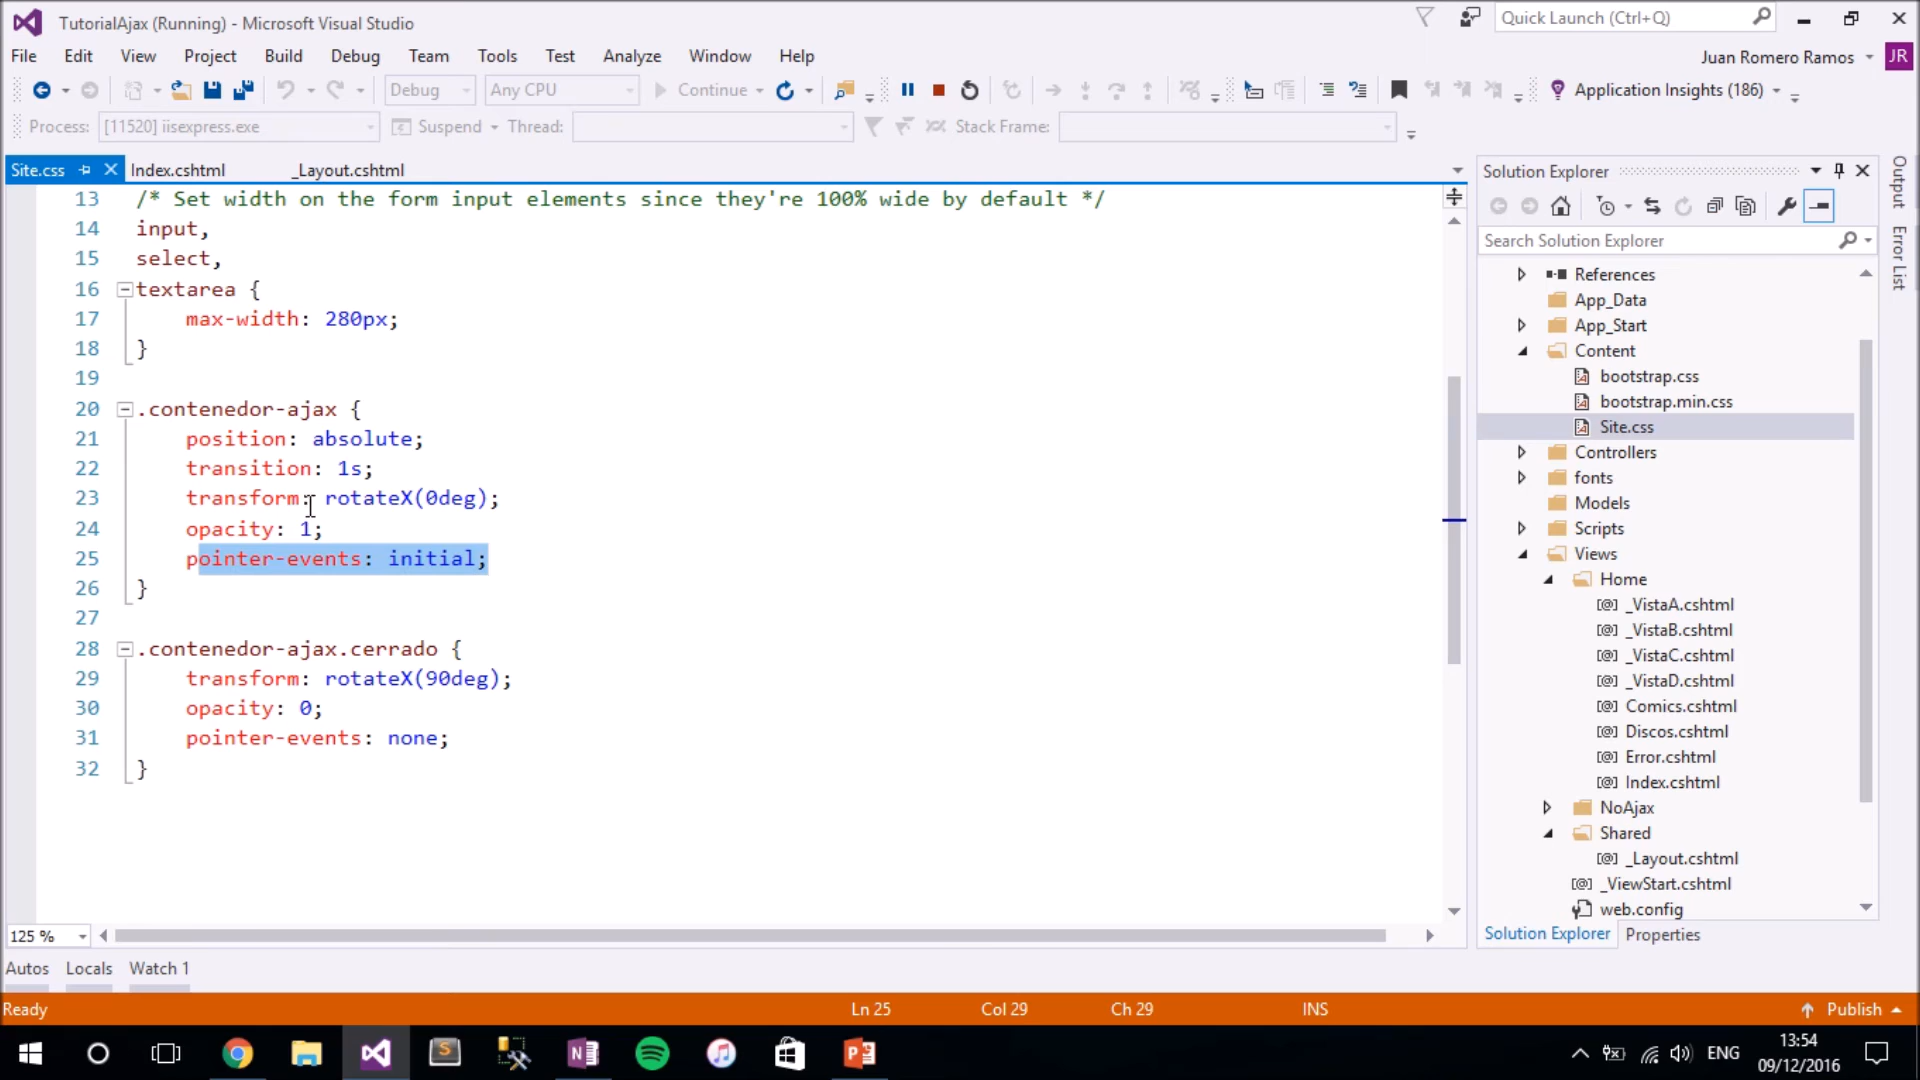 TutorialAjax (Running) - Microsoft Visual Studio
Quick Launch (Ctrl+Q)
File Edit View Project Build Debug Team Tools Test Analyze Window Help
Juan Romero Ramos JR
Debug Any CPU Continue Application Insights (186)
Process: [11520] iisexpress.exe Suspend Thread: Stack Frame:
Site.css Index.cshtml _Layout.cshtml
13 /* Set width on the form input elements since they're 100% wide by default */
14 input,
15 select,
16 textarea {
17 max-width: 280px;
18 }
19
20 .contenedor-ajax {
21 position: absolute;
22 transition: 1s;
23 transform: rotateX(0deg);
24 opacity: 1;
25 pointer-events: initial;
26 }
27
28 .contenedor-ajax.cerrado {
29 transform: rotateX(90deg);
30 opacity: 0;
31 pointer-events: none;
32 }
125 %
Solution Explorer
Search Solution Explorer
References
App_Data
App_Start
Content
bootstrap.css
bootstrap.min.css
Site.css
Controllers
fonts
Models
Scripts
Views
Home
_VistaA.cshtml
_VistaB.cshtml
_VistaC.cshtml
_VistaD.cshtml
Comics.cshtml
Discos.cshtml
Error.cshtml
Index.cshtml
NoAjax
Shared
_Layout.cshtml
_ViewStart.cshtml
web.config
Solution Explorer Properties
Output
Error List
Autos Locals Watch 1
Ready Ln 25 Col 29 Ch 29 INS Publish
ENG
13:54
09/12/2016